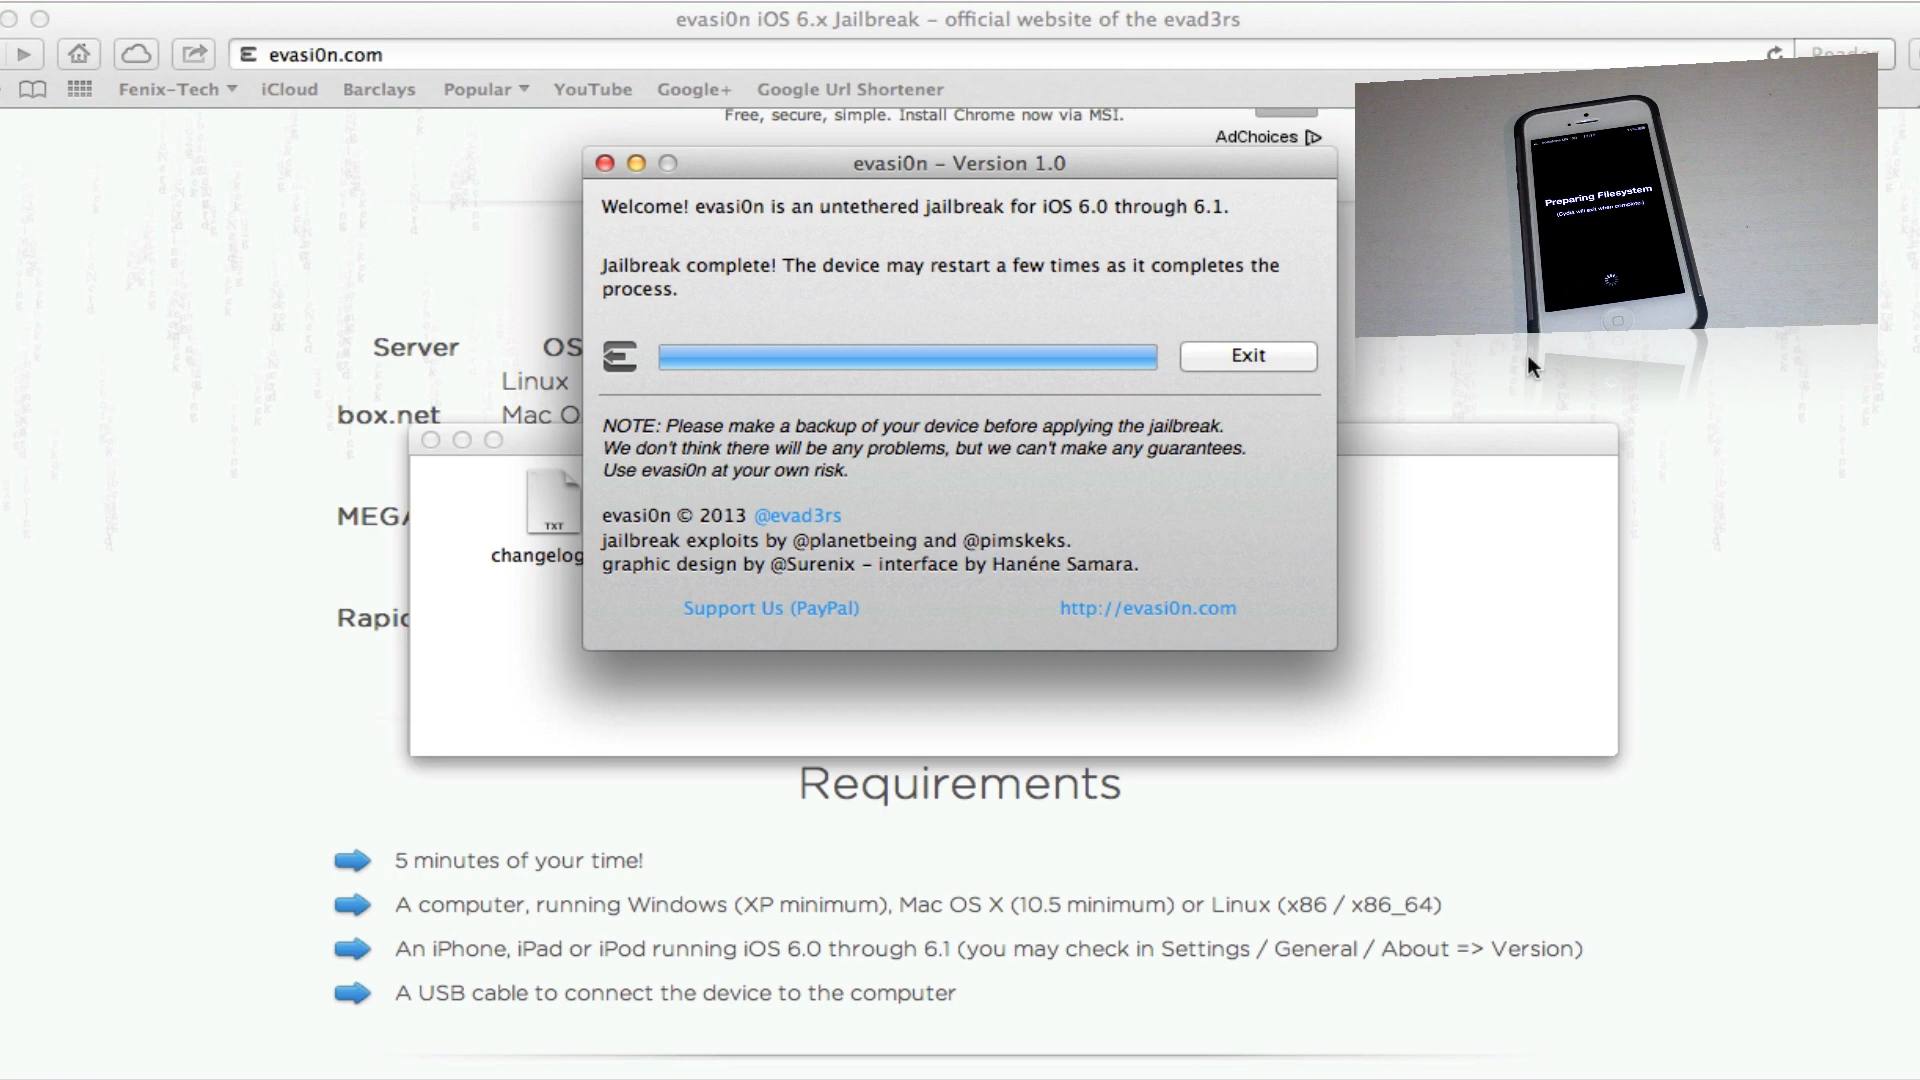 evasi0n iOS 6.x Jailbreak – official website of the evad3rs
evasi0n.com
Reader
Fenix-Tech iCloud Barclays Popular YouTube Google+ Google Url Shortener
Free, secure, simple. Install Chrome now via MSI.
AdChoices
evasi0n – Version 1.0
Welcome! evasi0n is an untethered jailbreak for iOS 6.0 through 6.1.
Jailbreak complete! The device may restart a few times as it completes the
process.
Exit
NOTE: Please make a backup of your device before applying the jailbreak.
We don't think there will be any problems, but we can't make any guarantees.
Use evasi0n at your own risk.
evasi0n © 2013 @evad3rs
jailbreak exploits by @planetbeing and @pimskeks.
graphic design by @Surenix – interface by Hanéne Samara.
Support Us (PayPal) http://evasi0n.com
Preparing Filesystem
(Cydia will exit when complete.)
Server OS
Linux
box.net Mac O
MEGA
Rapid
TXT
changelog
Requirements
5 minutes of your time!
A computer, running Windows (XP minimum), Mac OS X (10.5 minimum) or Linux (x86 / x86_64)
An iPhone, iPad or iPod running iOS 6.0 through 6.1 (you may check in Settings / General / About => Version)
A USB cable to connect the device to the computer